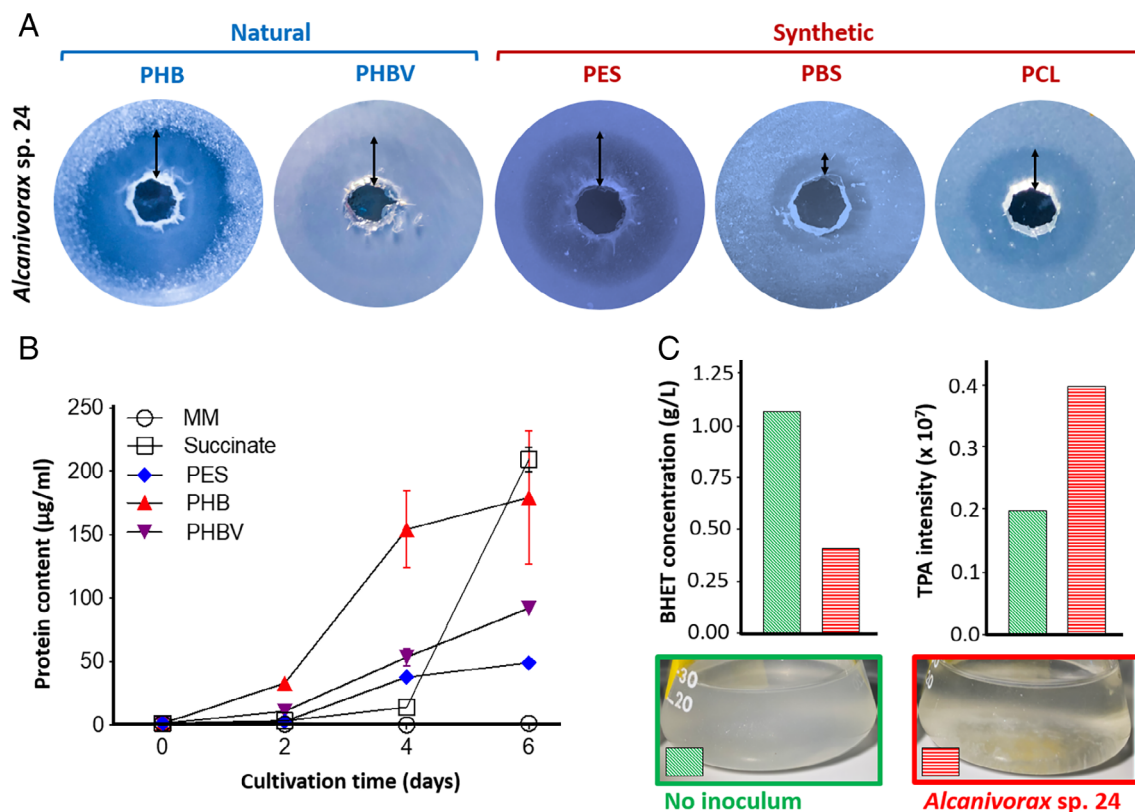 A
Natural
Synthetic
PHB
PHBV
PES
PBS
PCL
Alcanivorax sp. 24
B
250
200
150
100
50
0
Protein content (µg/ml)
MM
Succinate
PES
PHB
PHBV
0
2
4
6
Cultivation time (days)
C
1.25
1.00
0.75
0.50
0.25
0.00
BHET concentration (g/L)
0.4
0.3
0.2
0.1
0.0
TPA intensity (x 10⁷)
30
20
No inoculum
Alcanivorax sp. 24